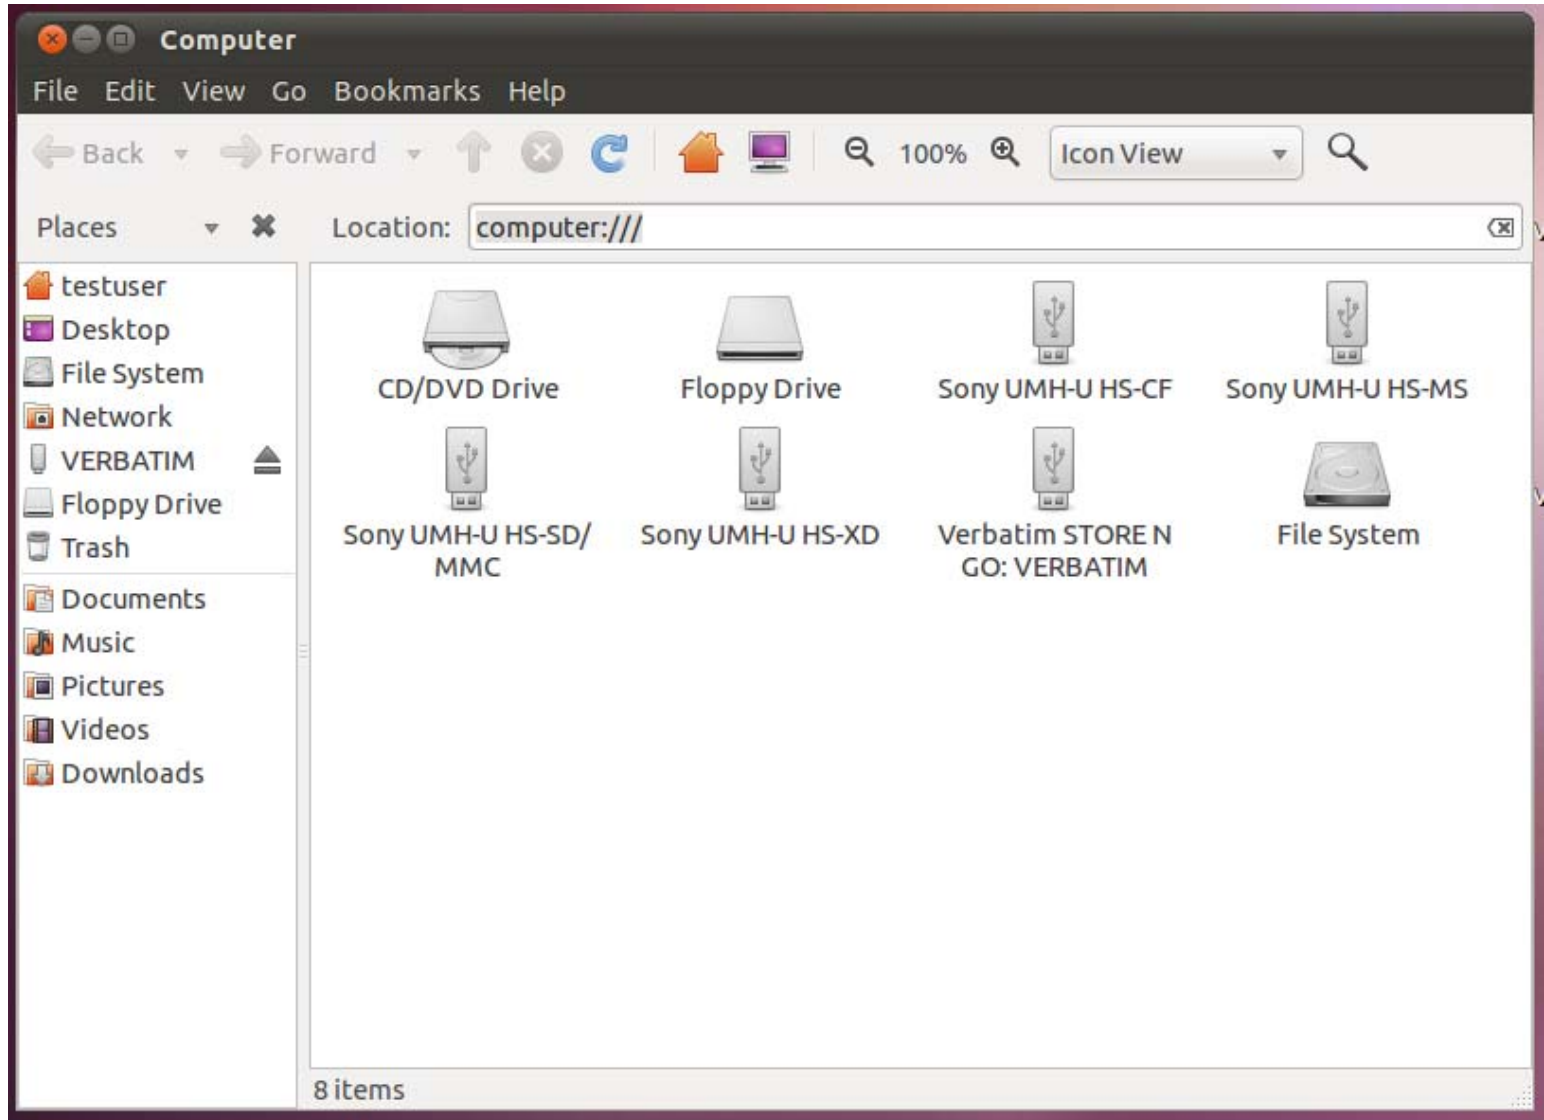 Computer
File Edit View Go Bookmarks Help
Back Forward 100% Icon View
Places Location: computer:///
testuser
Desktop
File System
Network
VERBATIM
Floppy Drive
Trash
Documents
Music
Pictures
Videos
Downloads
CD/DVD Drive Floppy Drive Sony UMH-U HS-CF Sony UMH-U HS-MS
Sony UMH-U HS-SD/
MMC
Sony UMH-U HS-XD
Verbatim STORE N
GO: VERBATIM
File System
8 items